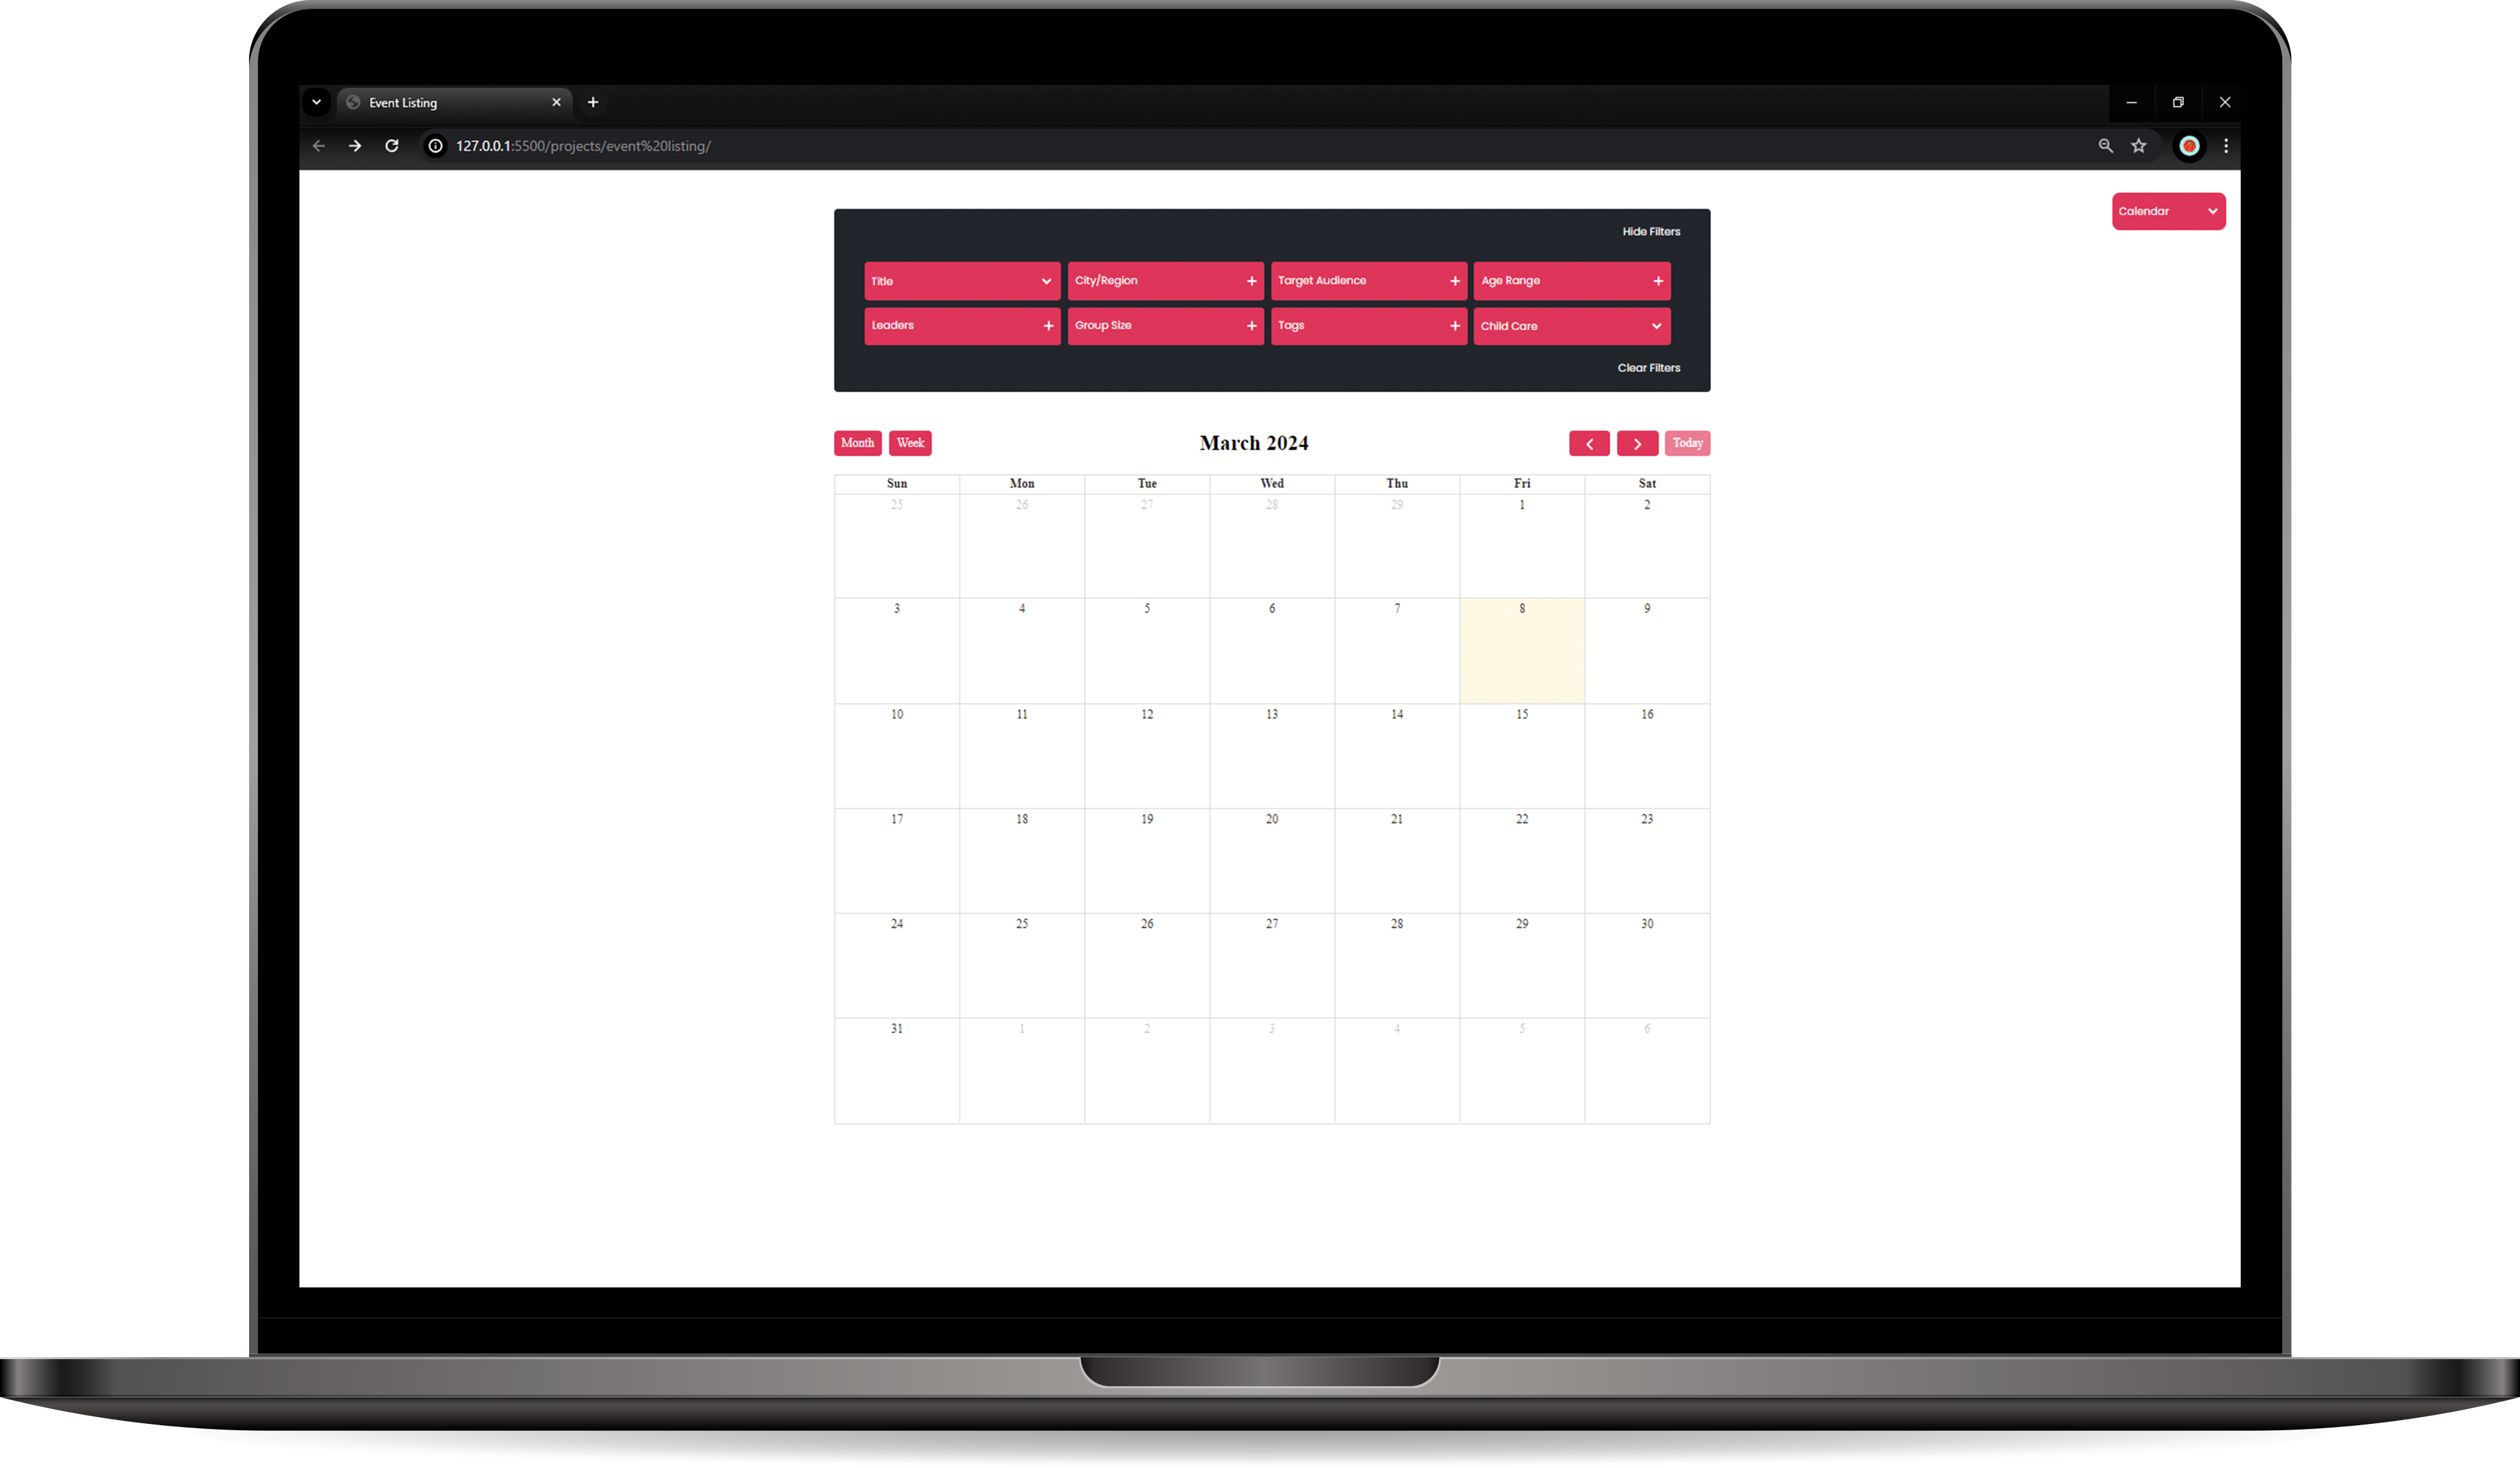 Event Listing
127.0.0.1:5500/projects/event%20listing/
Calendar
Hide Filters
Title City/Region Target Audience Age Range
Leaders Group Size Tags Child Care
Clear Filters
Month Week March 2024 Today
Sun Mon Tue Wed Thu Fri Sat
25 26 27 28 29 1 2
3 4 5 6 7 8 9
10 11 12 13 14 15 16
17 18 19 20 21 22 23
24 25 26 27 28 29 30
31 1 2 3 4 5 6